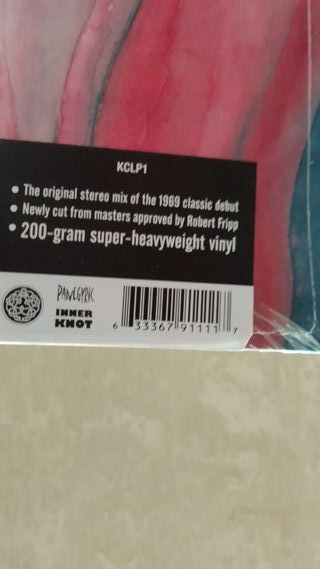 KCLP1
• The original stereo mix of the 1969 classic debut
• Newly cut from masters approved by Robert Fripp
• 200-gram super-heavyweight vinyl
PANEGYRIC
INNER
KNOT
6 33367 91111 7